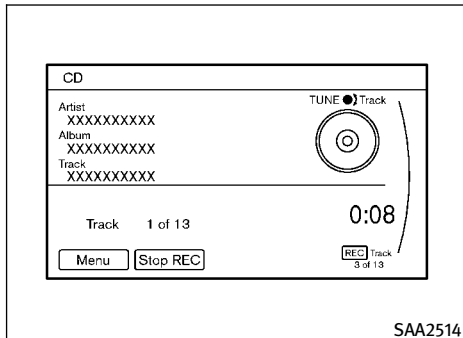 CD
Artist
XXXXXXXXXX
Album
XXXXXXXXXX
Track
XXXXXXXXXX
TUNE Track
Track 1 of 13
0:08
Menu Stop REC
REC Track
3 of 13
SAA2514